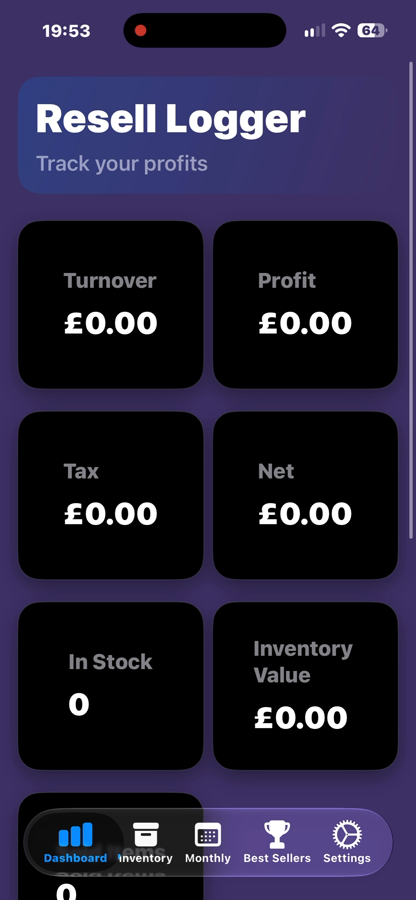 19:53
64
Resell Logger
Track your profits
Turnover
Profit
£0.00
£0.00
Tax
Net
£0.00
£0.00
In Stock
0
Inventory
Value
£0.00
0
Dashboard
Inventory
Monthly
Best Sellers
Settings